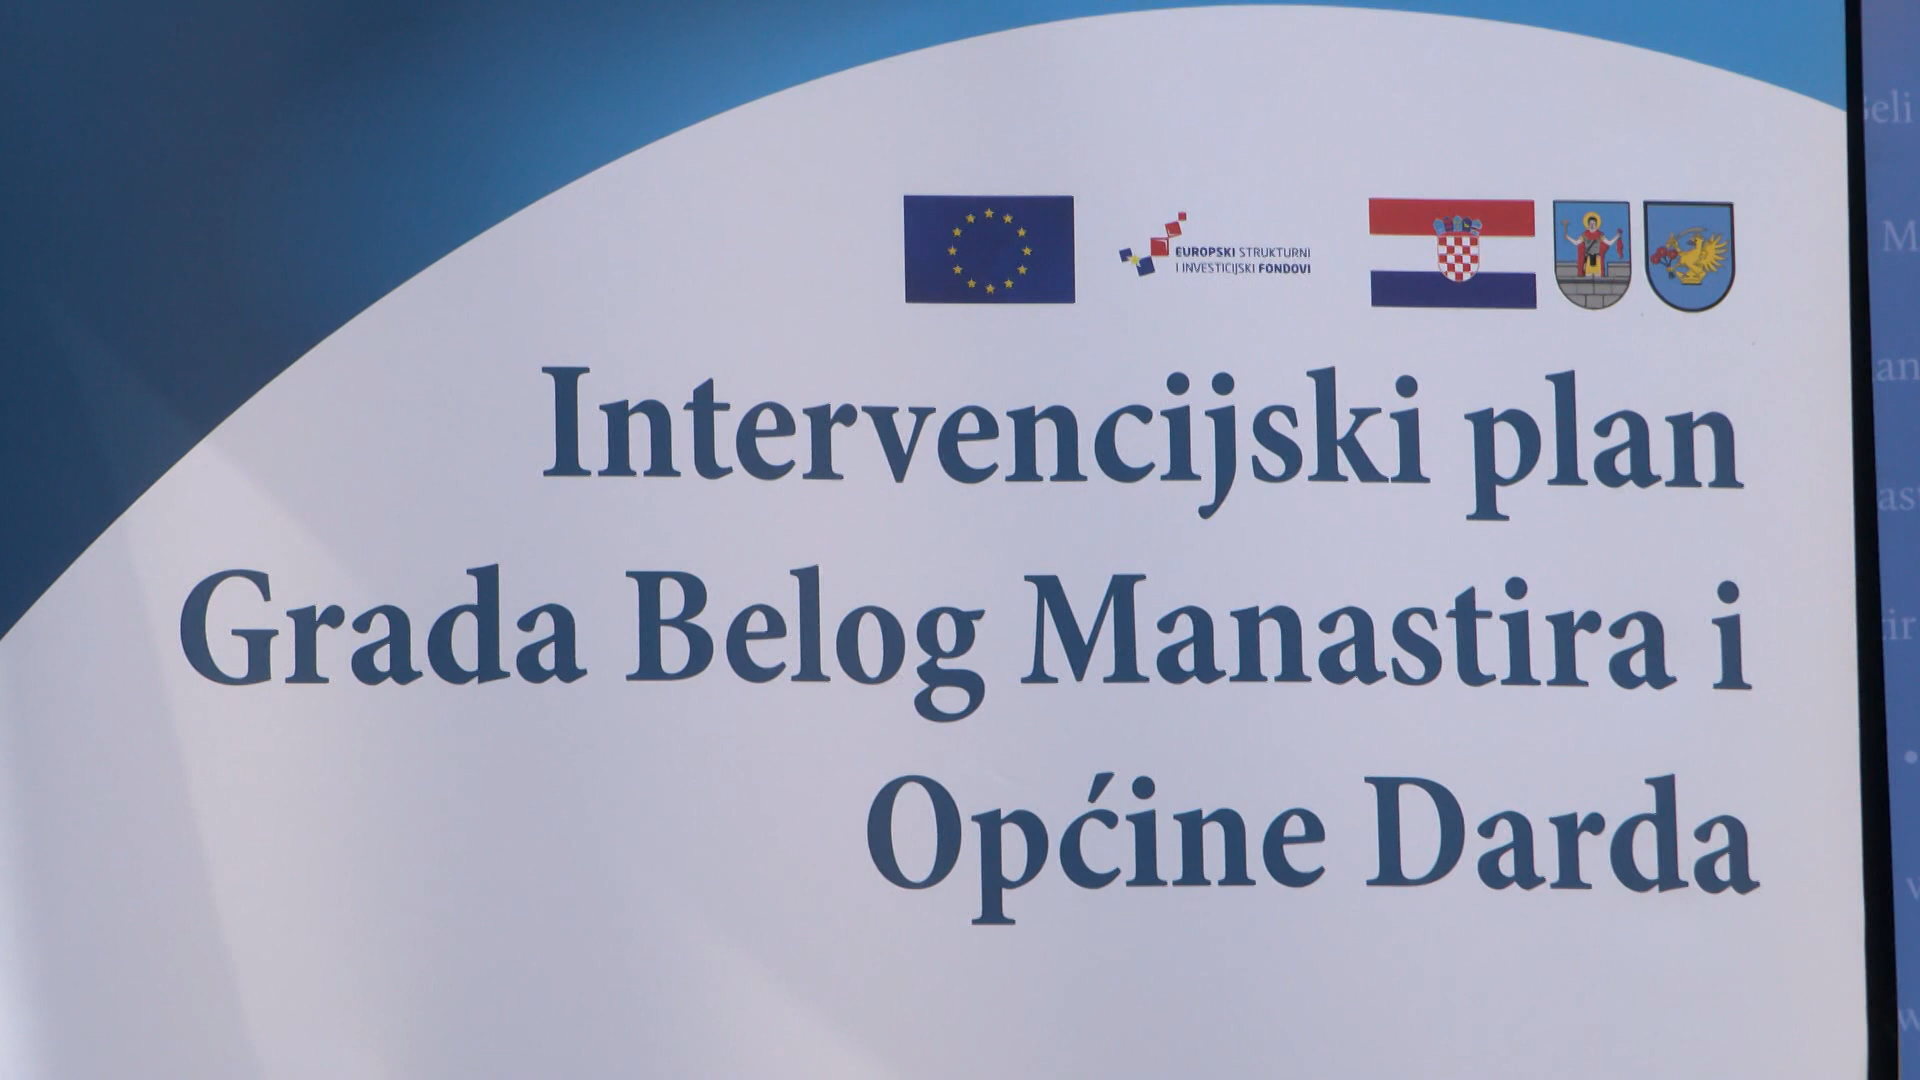 EUROPSKI STRUKTURNI
I INVESTICIJSKI FONDOVI
Intervencijski plan
Grada Belog Manastira i
Općine Darda